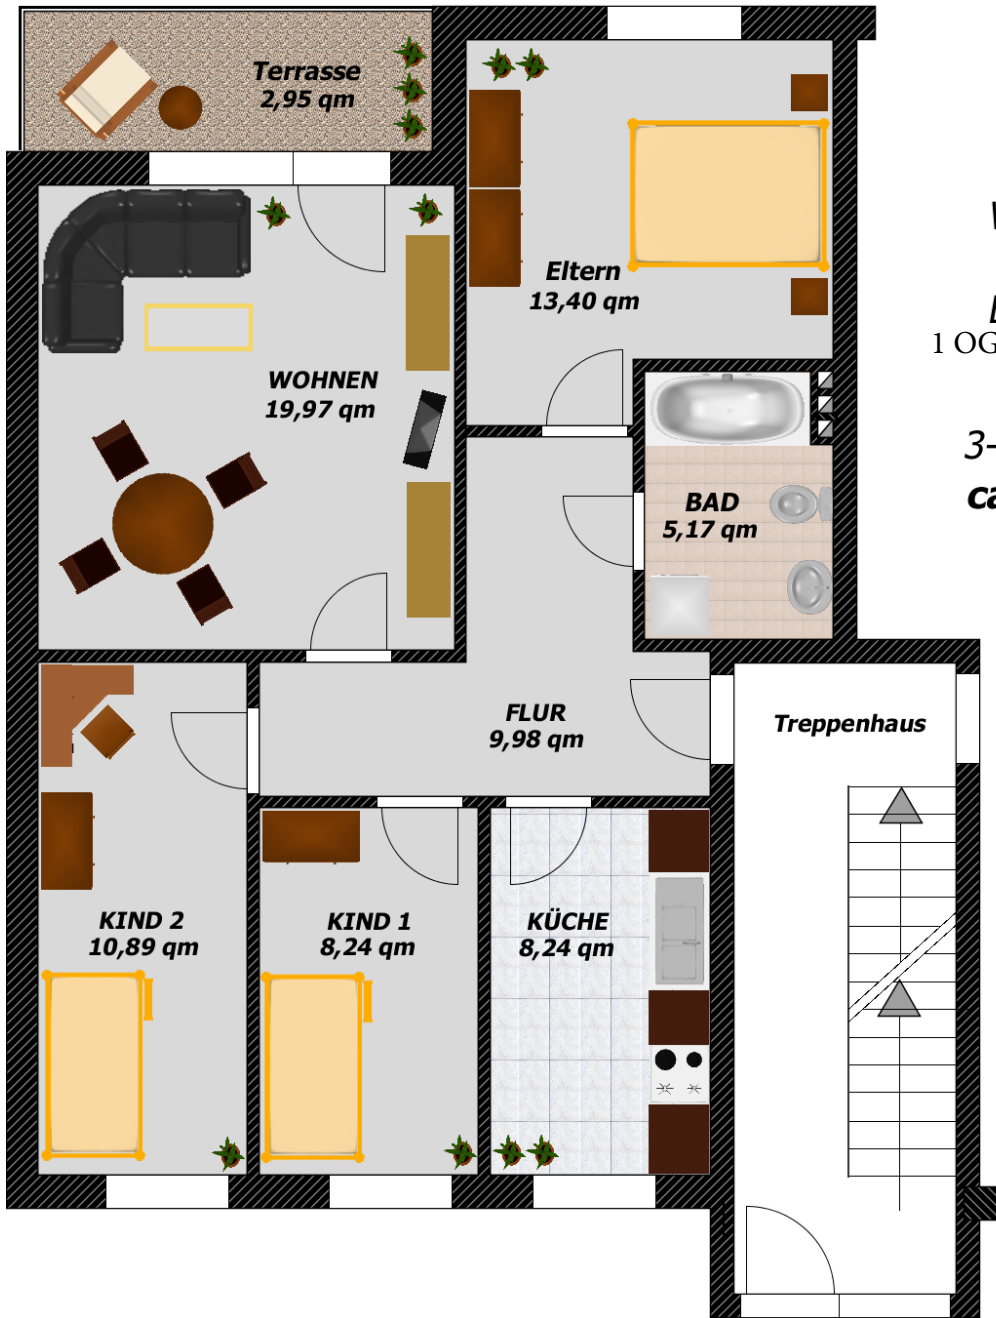 Terrasse
2,95 qm
Eltern
13,40 qm
WOHNEN
19,97 qm
1 OG
3-
BAD
5,17 qm
FLUR
9,98 qm
Treppenhaus
KIND 2
10,89 qm
KIND 1
8,24 qm
KÜCHE
8,24 qm